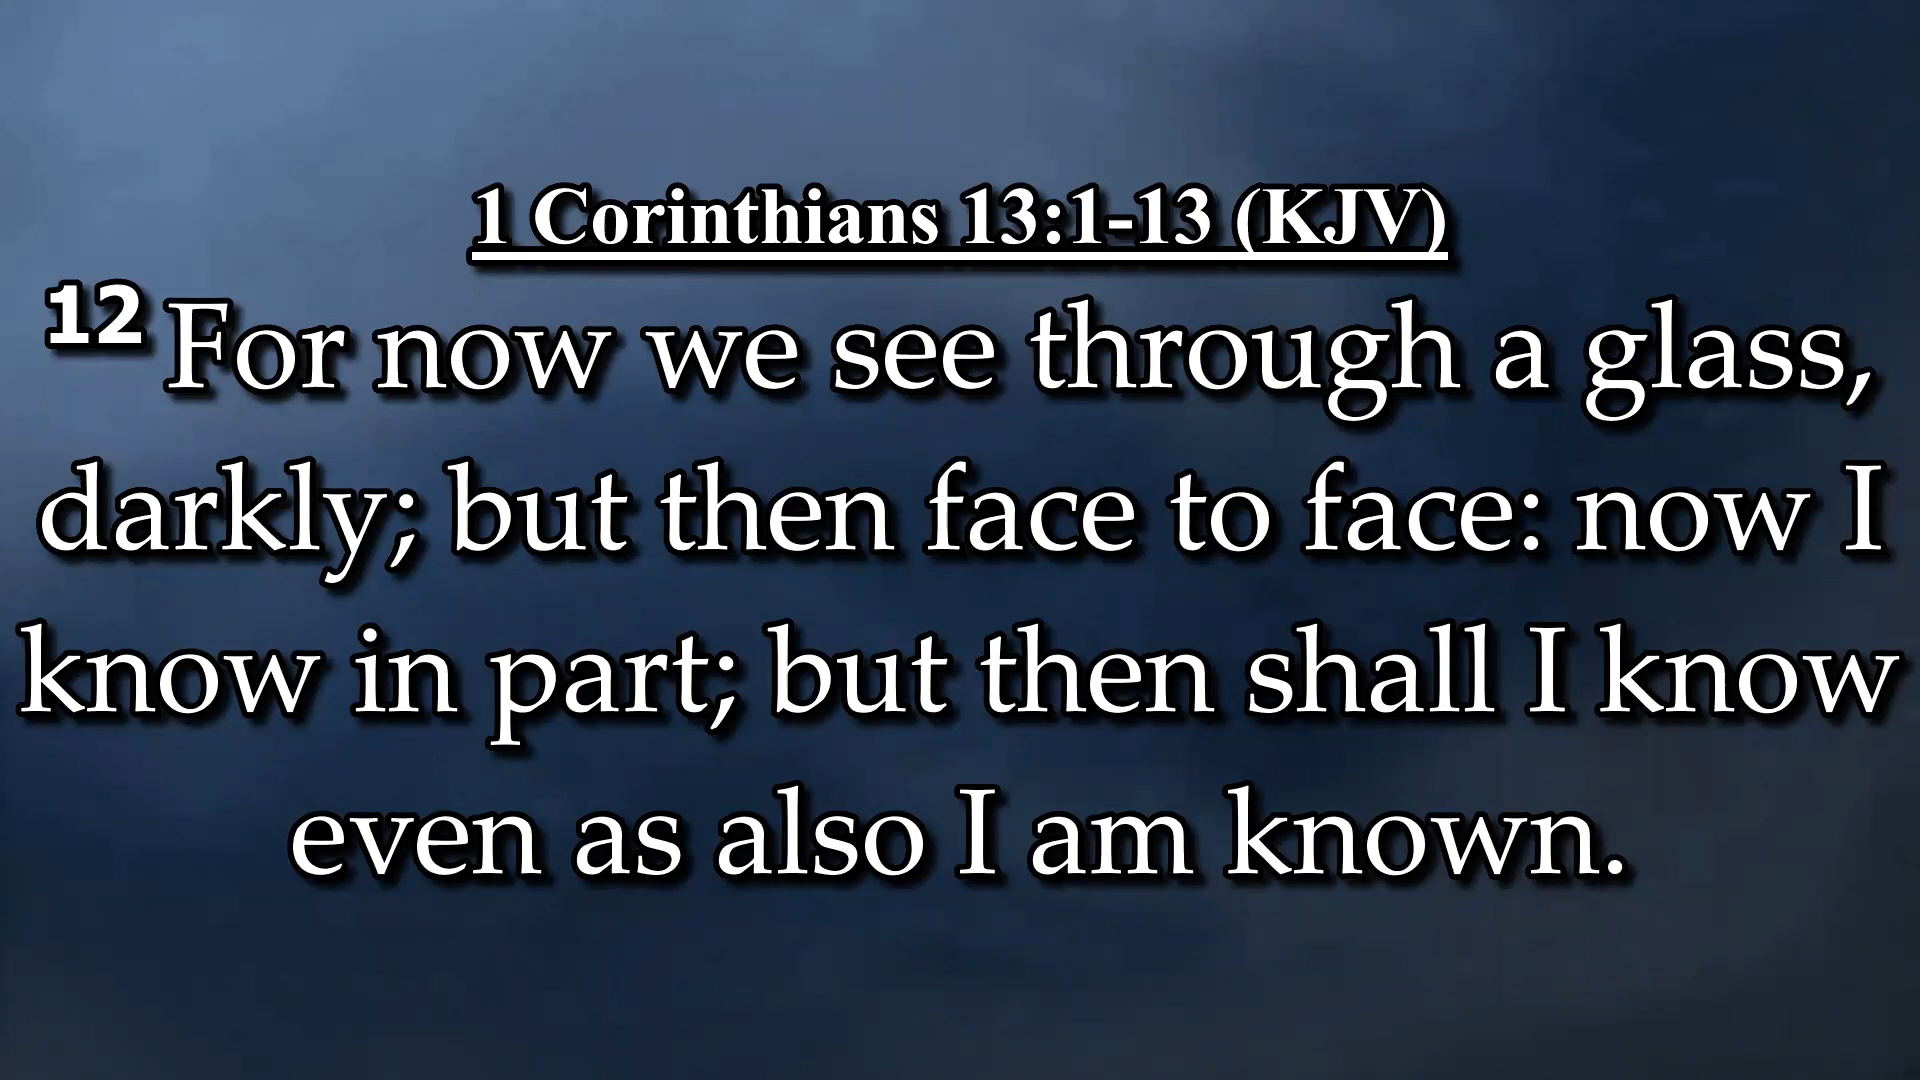 1 Corinthians 13:1-13 (KJV)
12 For now we see through a glass,
darkly; but then face to face: now I
know in part; but then shall I know
even as also I am known.